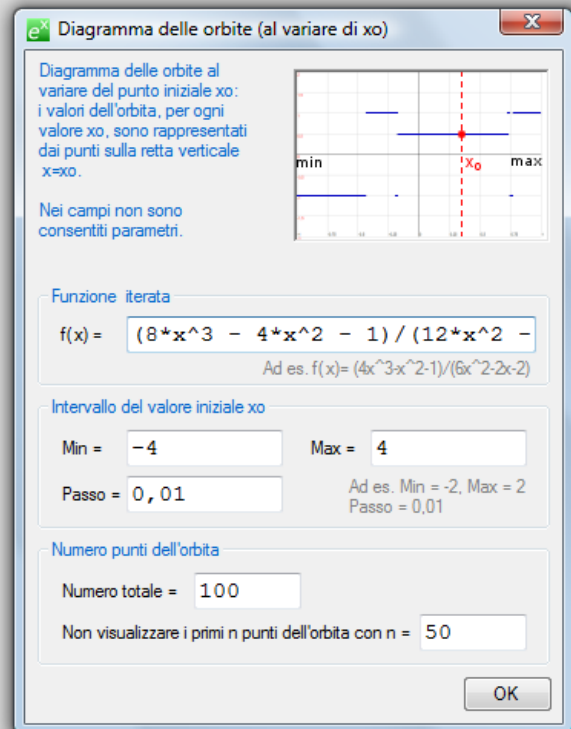 Diagramma delle orbite (al variare di xo)
Diagramma delle orbite al
variare del punto iniziale xo:
i valori dell'orbita, per ogni
valore xo, sono rappresentati
dai punti sulla retta verticale
x=xo.
Nei campi non sono
consentiti parametri.
min xo max
Funzione iterata
f(x) = (8*x^3 - 4*x^2 - 1)/(12*x^2 -
Ad es. f(x)= (4x^3-x^2-1)/(6x^2-2x-2)
Intervallo del valore iniziale xo
Min = -4 Max = 4
Passo = 0,01 Ad es. Min = -2, Max = 2
Passo = 0,01
Numero punti dell'orbita
Numero totale = 100
Non visualizzare i primi n punti dell'orbita con n = 50
OK